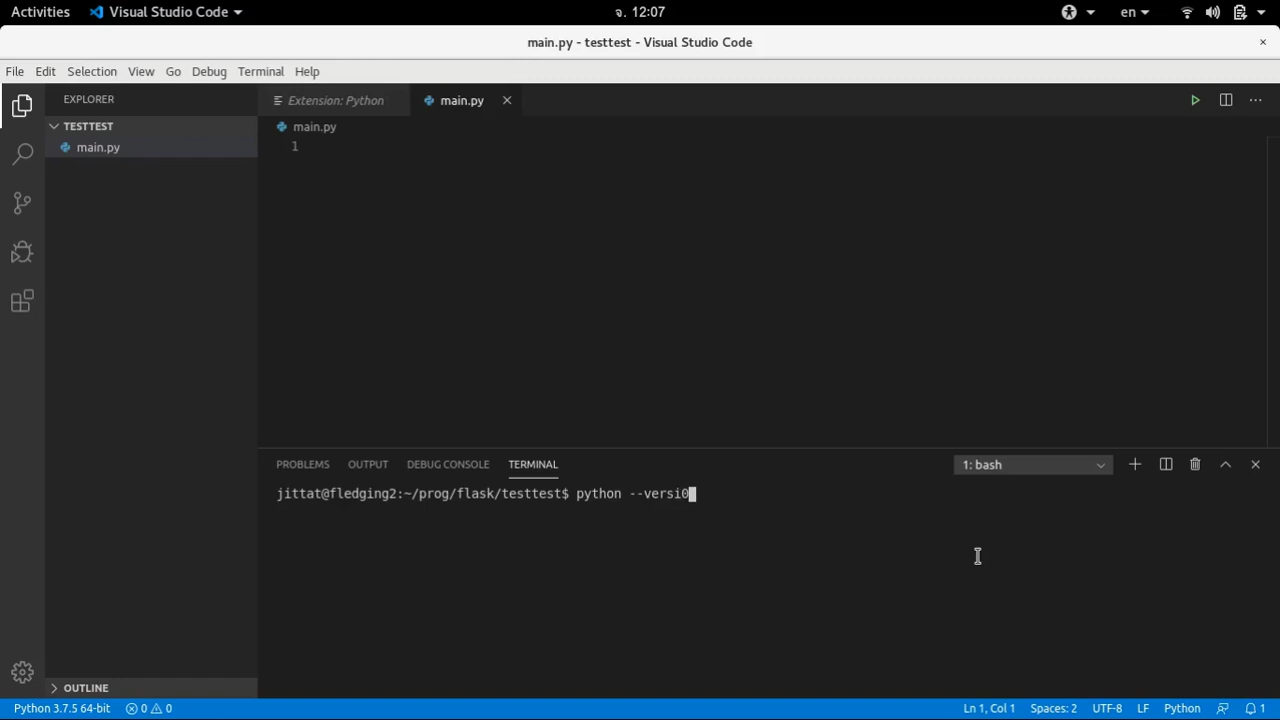 Activities Visual Studio Code จ. 12:07 en
main.py - testtest - Visual Studio Code
File Edit Selection View Go Debug Terminal Help
EXPLORER
TESTTEST
main.py
OUTLINE
Extension: Python main.py
main.py
1
PROBLEMS OUTPUT DEBUG CONSOLE TERMINAL 1: bash
jittat@fledging2:~/prog/flask/testtest$ python --versi0
Python 3.7.5 64-bit 0 0 Ln 1, Col 1 Spaces: 2 UTF-8 LF Python 1